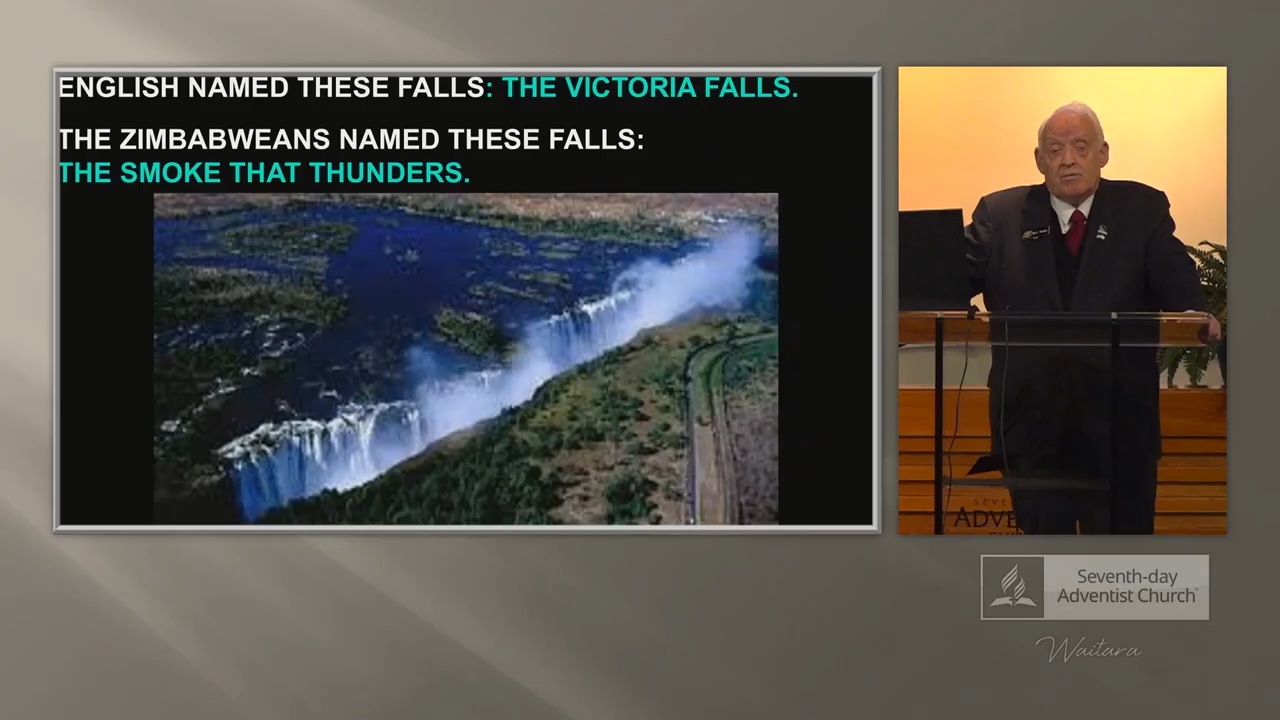 ENGLISH NAMED THESE FALLS: THE VICTORIA FALLS.
THE ZIMBABWEANS NAMED THESE FALLS:
THE SMOKE THAT THUNDERS.
ADVE
Seventh-day
Adventist Church
Waitara